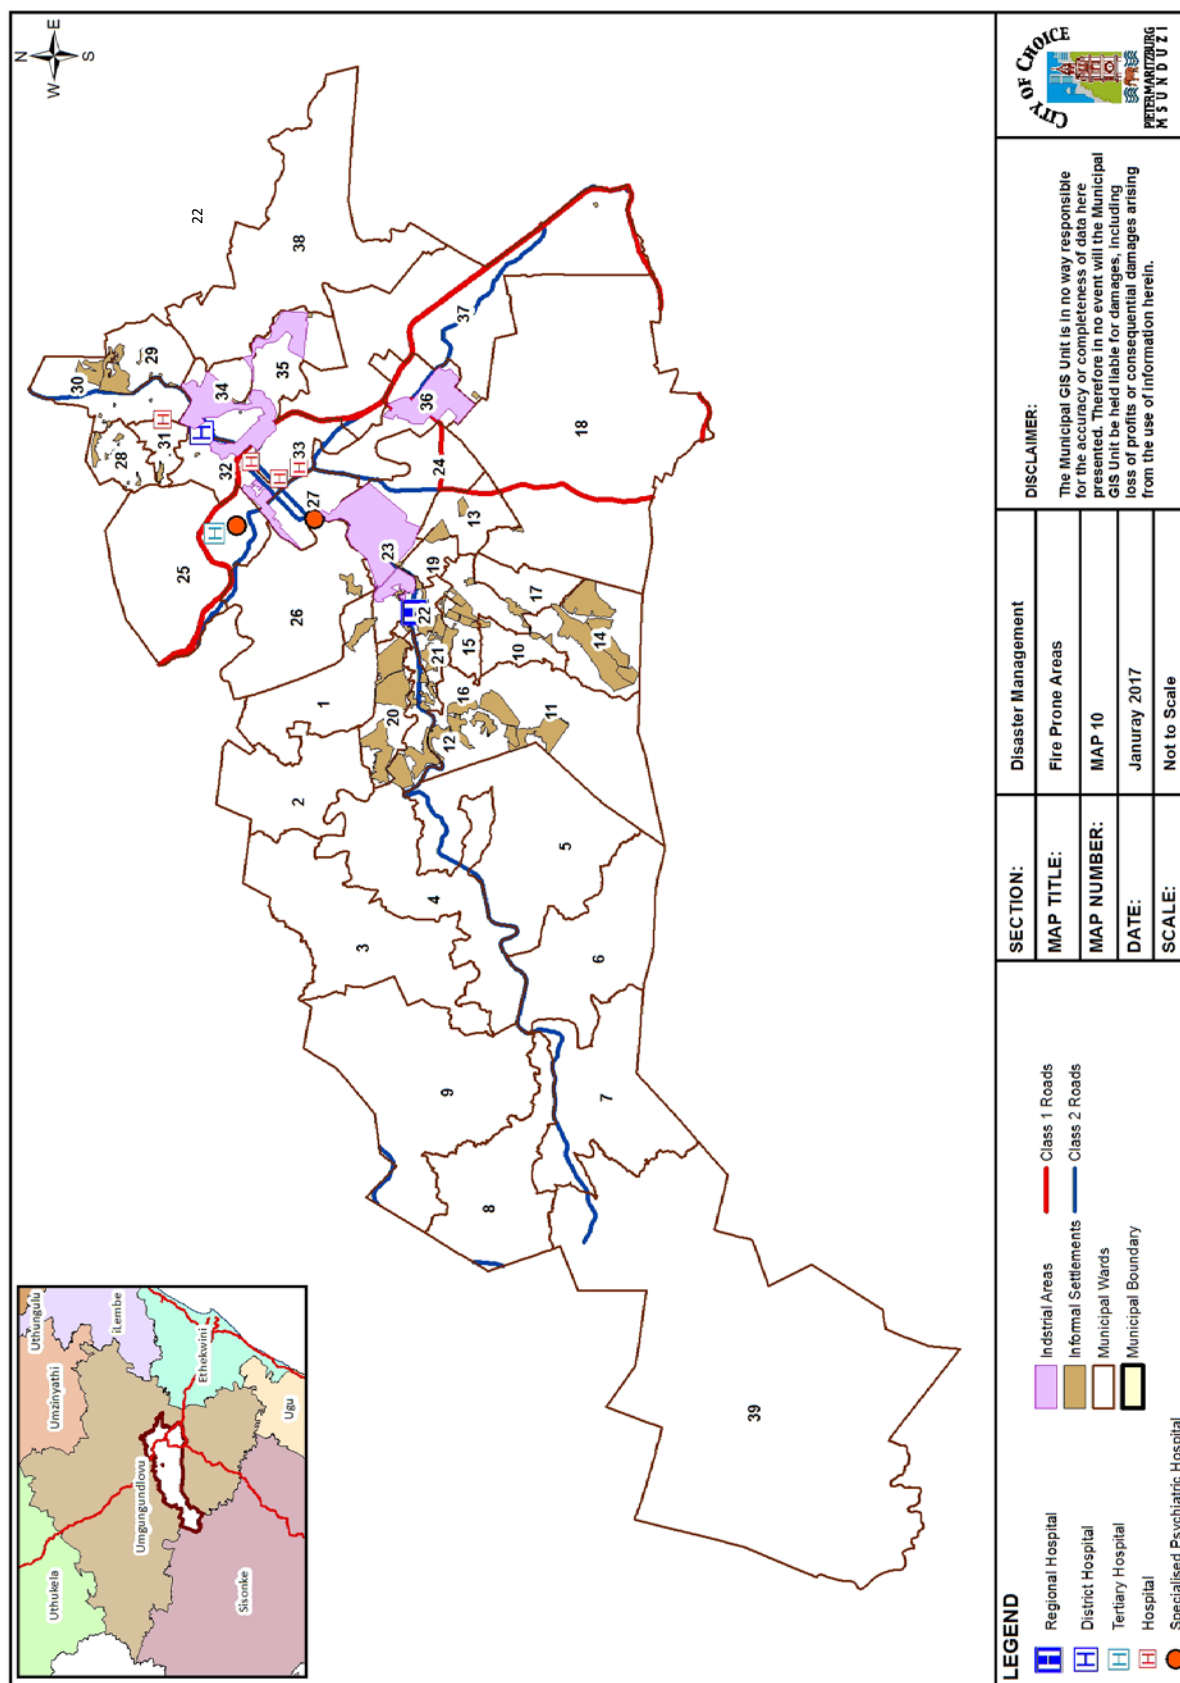 N
E
S
W
22
38
30
29
28
31
34
35
32
33
25
27
26
37
36
18
24
23
13
19
22
17
14
21
15
10
1
20
16
11
12
2
5
4
3
6
9
7
8
39
Uthungulu
iLembe
Umzinyathi
Ethekwini
Ugu
Umgungundlovu
Uthukela
Sisonke
LEGEND
Regional Hospital
District Hospital
Tertiary Hospital
Hospital
Specialised Psychiatric Hospital
Indstrial Areas
Informal Settlements
Municipal Wards
Municipal Boundary
Class 1 Roads
Class 2 Roads
SECTION: Disaster Management
MAP TITLE: Fire Prone Areas
MAP NUMBER: MAP 10
DATE: Januray 2017
SCALE: Not to Scale
DISCLAIMER:
The Municipal GIS Unit is in no way responsible
for the accuracy or completeness of data here
presented. Therefore in no event will the Municipal
GIS Unit be held liable for damages, including
loss of profits or consequential damages arising
from the use of information herein.
CITY OF CHOICE
PIETERMARITZBURG
MSUNDUZI